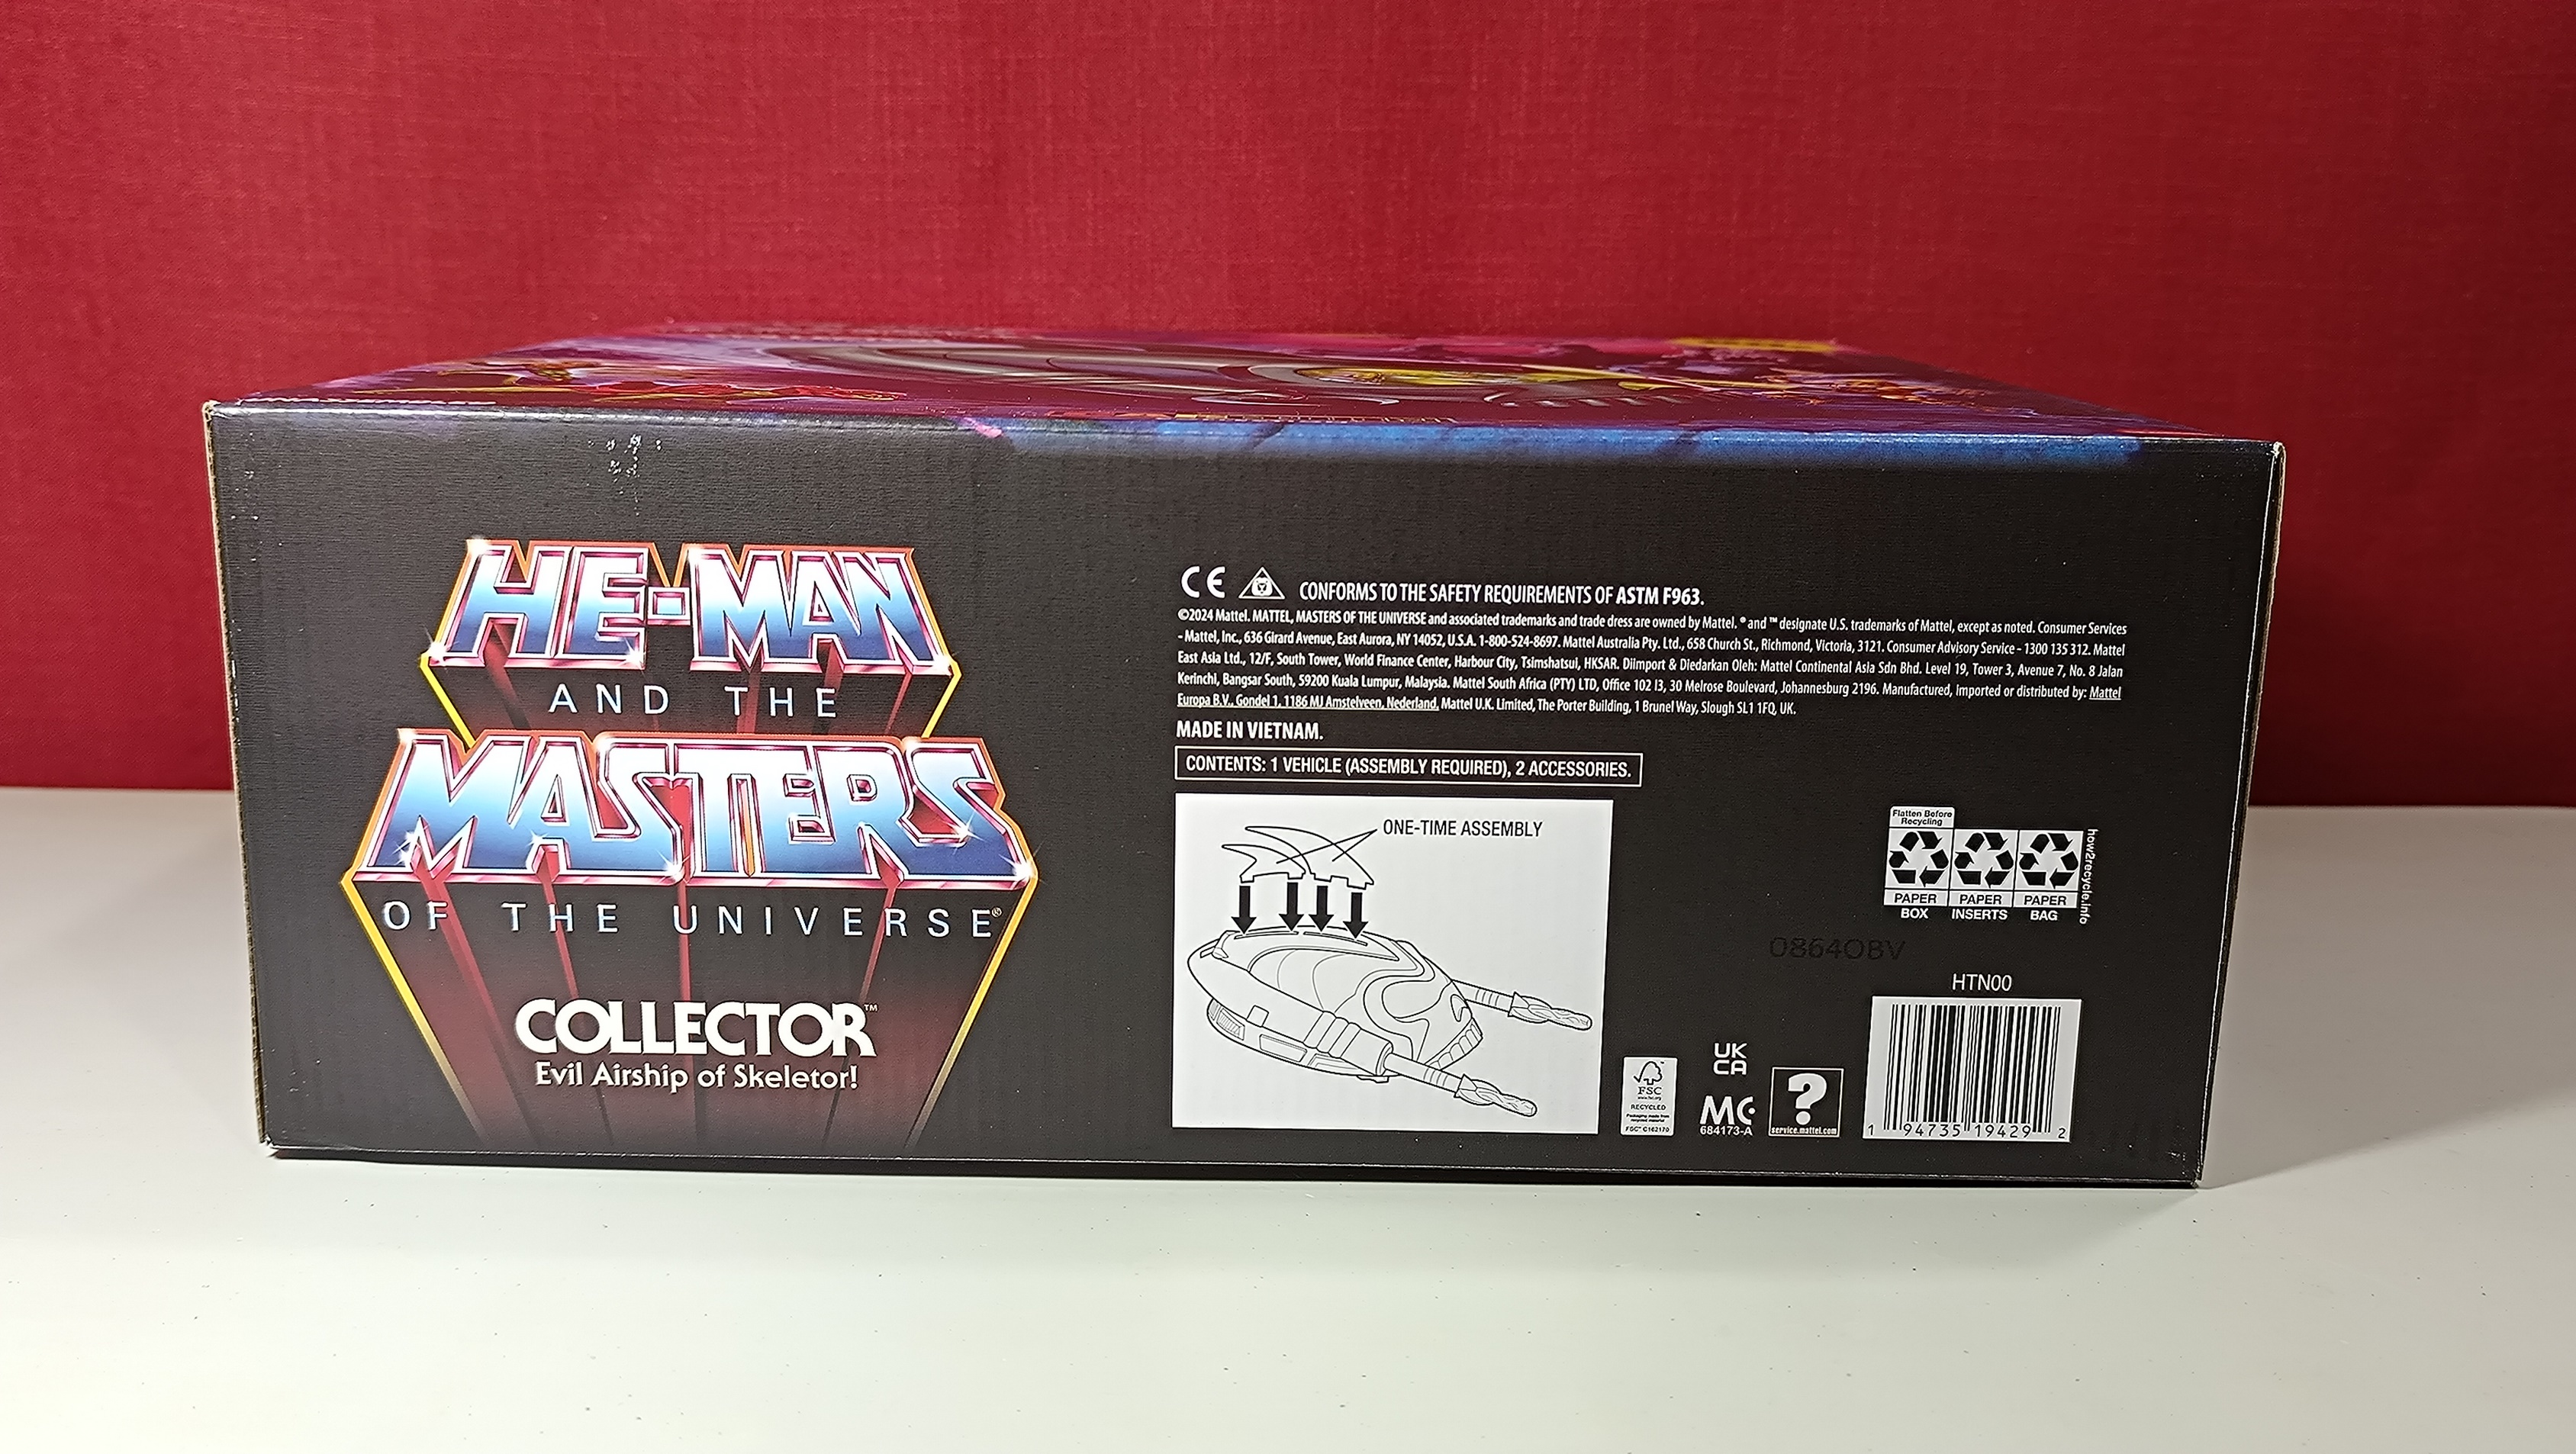 HE-MAN
AND THE
MASTERS
OF THE UNIVERSE®
COLLECTOR™
Evil Airship of Skeletor!
CE CONFORMS TO THE SAFETY REQUIREMENTS OF ASTM F963.
©2024 Mattel. MATTEL, MASTERS OF THE UNIVERSE and associated trademarks and trade dress are owned by Mattel. ® and ™ designate U.S. trademarks of Mattel, except as noted. Consumer Services
- Mattel, Inc., 636 Girard Avenue, East Aurora, NY 14052, U.S.A. 1-800-524-8697. Mattel Australia Pty. Ltd., 658 Church St., Richmond, Victoria, 3121. Consumer Advisory Service - 1300 135 312. Mattel
East Asia Ltd., 12/F, South Tower, World Finance Center, Harbour City, Tsimshatsui, HKSAR. Diimport & Diedarkan Oleh: Mattel Continental Asia Sdn Bhd. Level 19, Tower 3, Avenue 7, No. 8 Jalan
Kerinchi, Bangsar South, 59200 Kuala Lumpur, Malaysia. Mattel South Africa (PTY) LTD, Office 102 I3, 30 Melrose Boulevard, Johannesburg 2196. Manufactured, imported or distributed by: Mattel
Europa B.V., Gondel 1, 1186 MJ Amstelveen, Nederland. Mattel U.K. Limited, The Porter Building, 1 Brunel Way, Slough SL1 1FQ, UK.
MADE IN VIETNAM.
CONTENTS: 1 VEHICLE (ASSEMBLY REQUIRED), 2 ACCESSORIES.
ONE-TIME ASSEMBLY
Flatten Before
Recycling
PAPER PAPER PAPER
BOX INSERTS BAG
how2recycle.info
0864OBV
HTN00
UK
CA
FSC
www.fsc.org
RECYCLED
Packaging made from
recycled material
FSC™ C162170
MC
684173-A
?
service.mattel.com
1 94735 19429 2